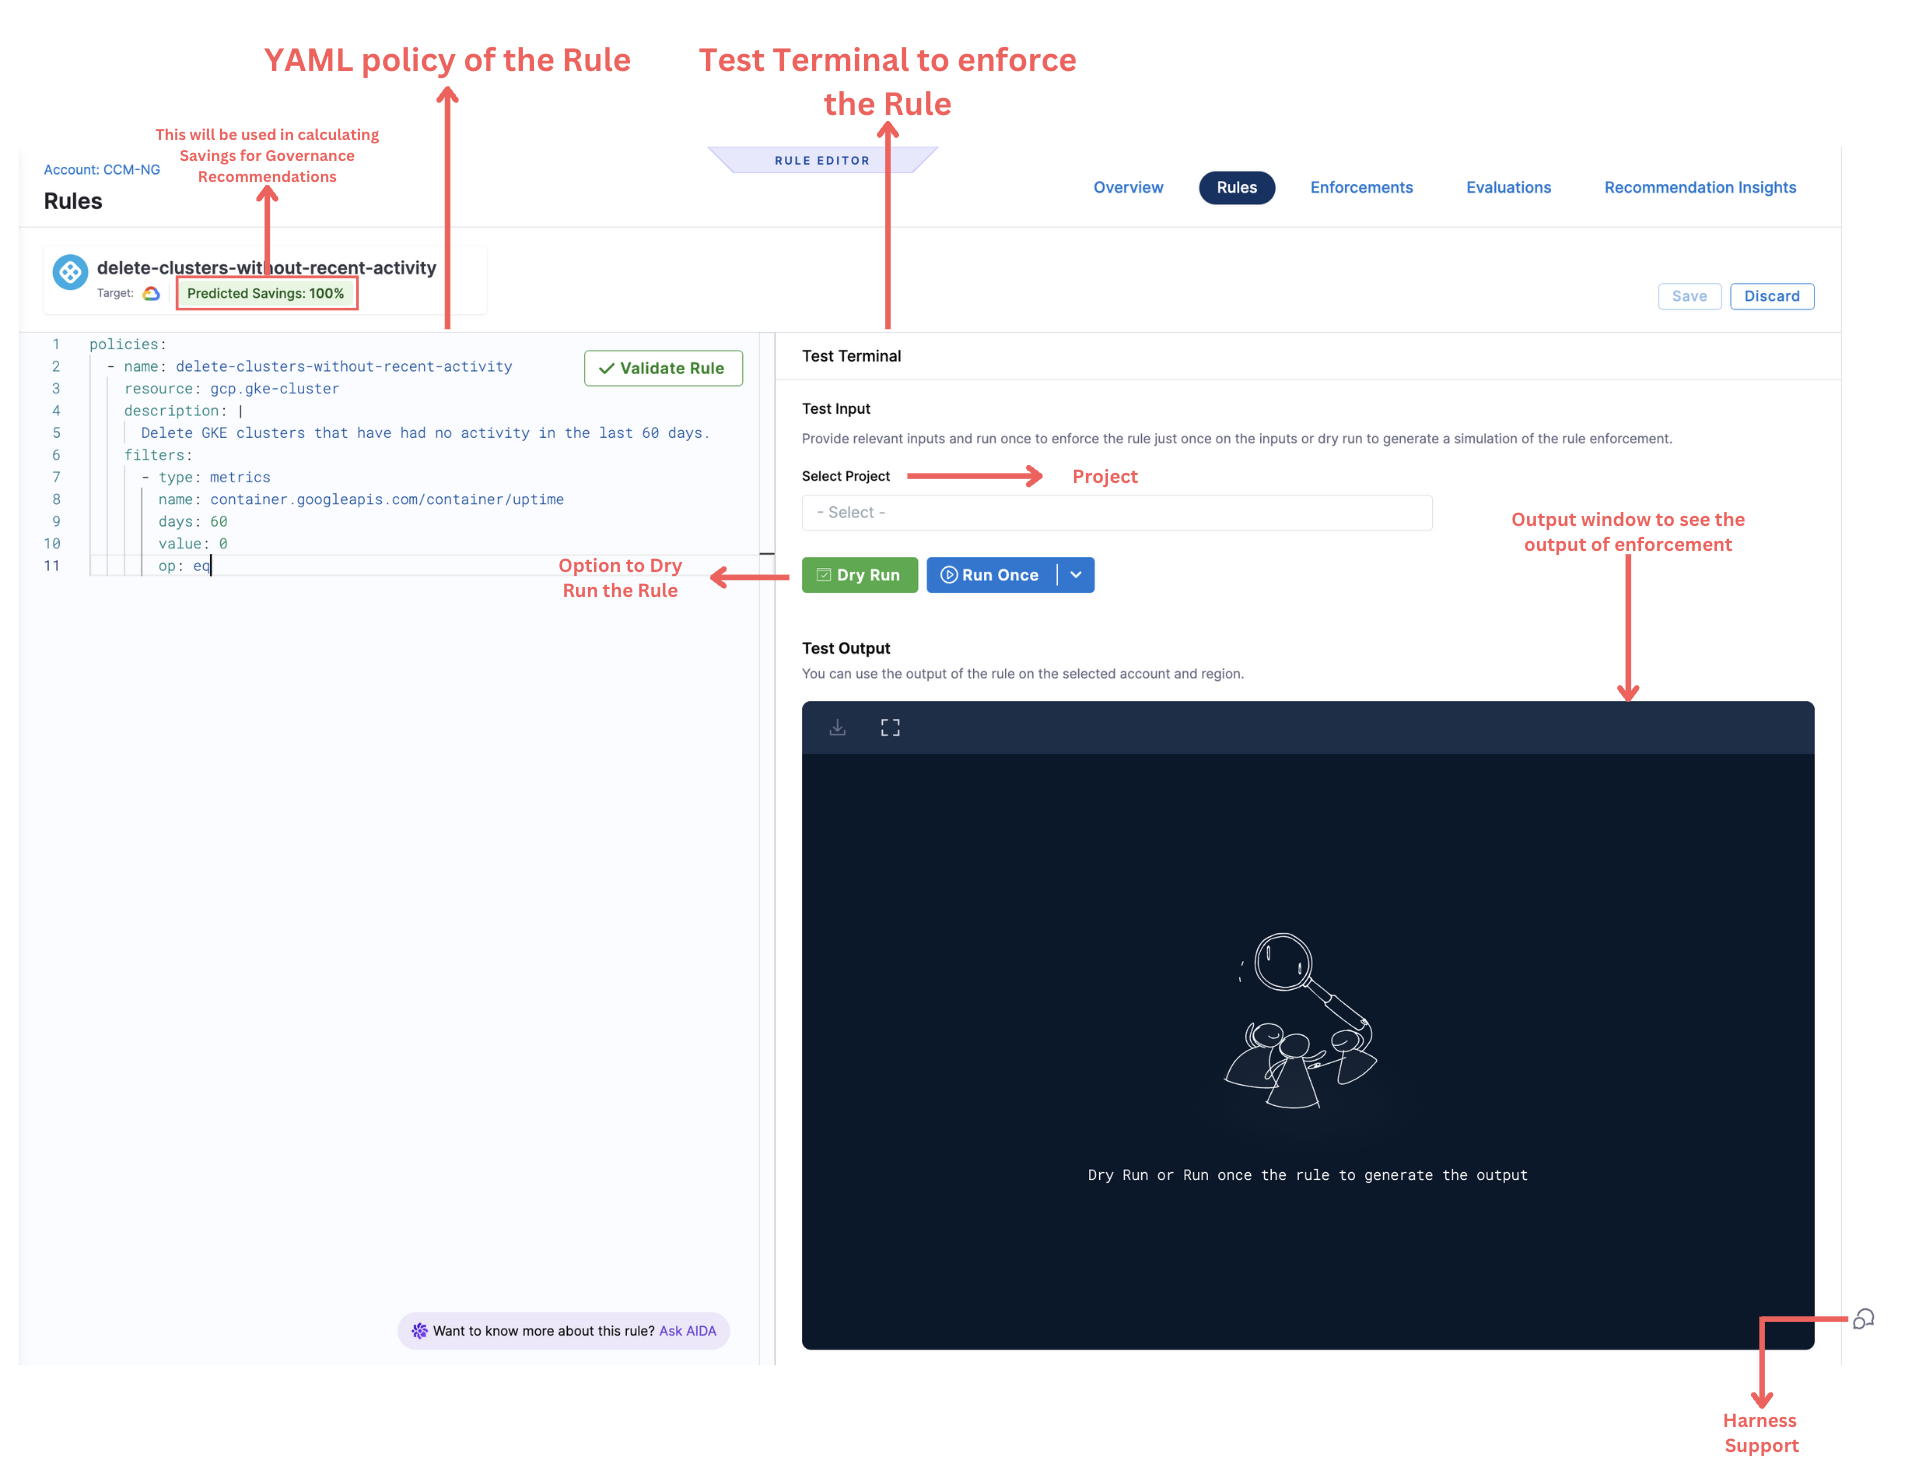 YAML policy of the Rule
Test Terminal to enforce
the Rule
This will be used in calculating
Savings for Governance
Recommendations
RULE EDITOR
Account: CCM-NG
Rules
Overview
Rules
Enforcements
Evaluations
Recommendation Insights
delete-clusters-without-recent-activity
Target:
Predicted Savings: 100%
Save
Discard
1 policies:
2 - name: delete-clusters-without-recent-activity
3 resource: gcp.gke-cluster
4 description: |
5 Delete GKE clusters that have had no activity in the last 60 days.
6 filters:
7 - type: metrics
8 name: container.googleapis.com/container/uptime
9 days: 60
10 value: 0
11 op: eq
Validate Rule
Test Terminal
Test Input
Provide relevant inputs and run once to enforce the rule just once on the inputs or dry run to generate a simulation of the rule enforcement.
Select Project
Project
- Select -
Output window to see the
output of enforcement
Option to Dry
Run the Rule
Dry Run
Run Once
Test Output
You can use the output of the rule on the selected account and region.
Dry Run or Run once the rule to generate the output
Want to know more about this rule? Ask AIDA
Harness
Support